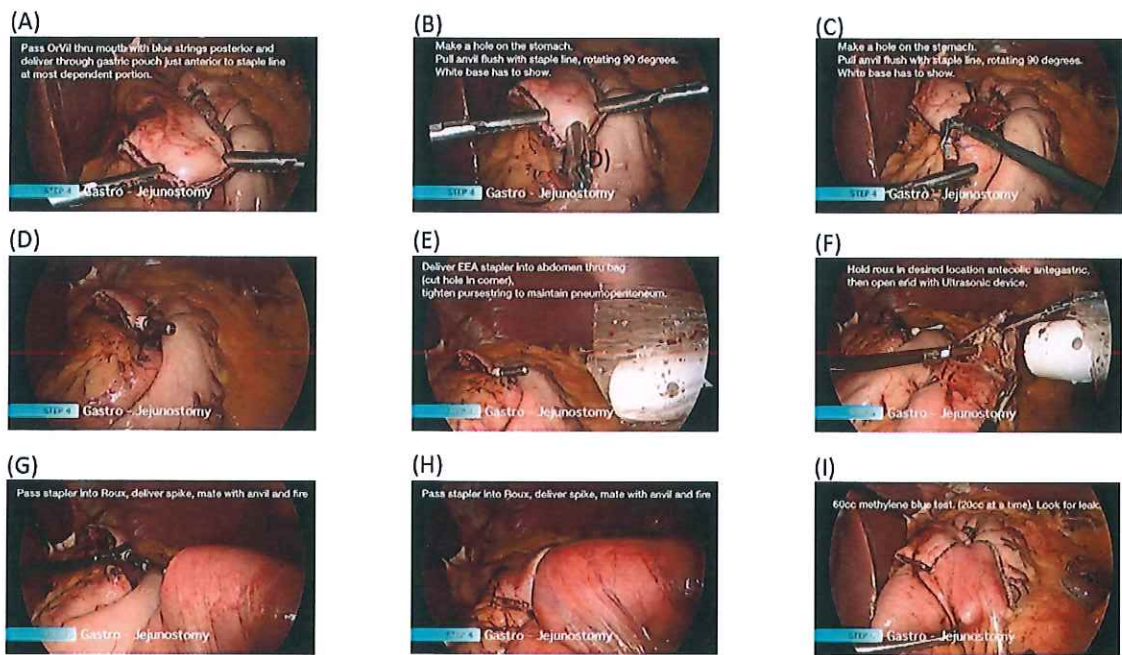 (A)
Pass OrVil thru mouth with blue strings posterior and
deliver through gastric pouch just anterior to staple line
at most dependent portion.
STEP 4 Gastro - Jejunostomy
(B)
Make a hole on the stomach.
Pull anvil flush with staple line, rotating 90 degrees.
White base has to show.
(D)
STEP 4 Gastro - Jejunostomy
(C)
Make a hole on the stomach.
Pull anvil flush with staple line, rotating 90 degrees.
White base has to show.
STEP 4 Gastro - Jejunostomy
(D)
STEP 4 Gastro - Jejunostomy
(E)
Deliver EEA stapler into abdomen thru bag
(cut hole in corner),
tighten pursestring to maintain pneumoperitoneum.
Gastro - Jejunostomy
(F)
Hold roux in desired location antecolic antegastric,
then open end with Ultrasonic device.
Gastro - Jejunostomy
(G)
Pass stapler into Roux, deliver spike, mate with anvil and fire
STEP 4 Gastro - Jejunostomy
(H)
Pass stapler into Roux, deliver spike, mate with anvil and fire
STEP 4 Gastro - Jejunostomy
(I)
60cc methylene blue test. (20cc at a time). Look for leak.
STEP Gastro - Jejunostomy